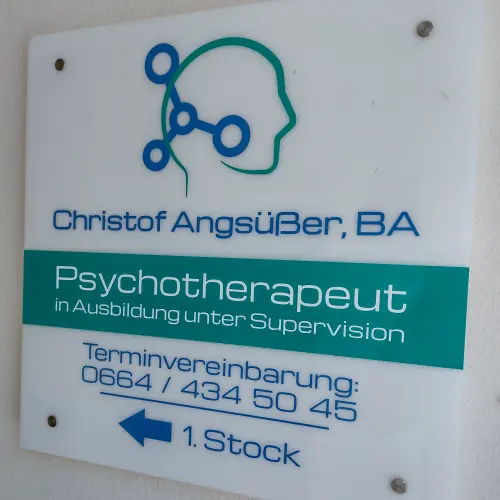 Christof Angsüßer, BA
Psychotherapeut
in Ausbildung unter Supervision
Terminvereinbarung:
0664 / 434 50 45
1. Stock